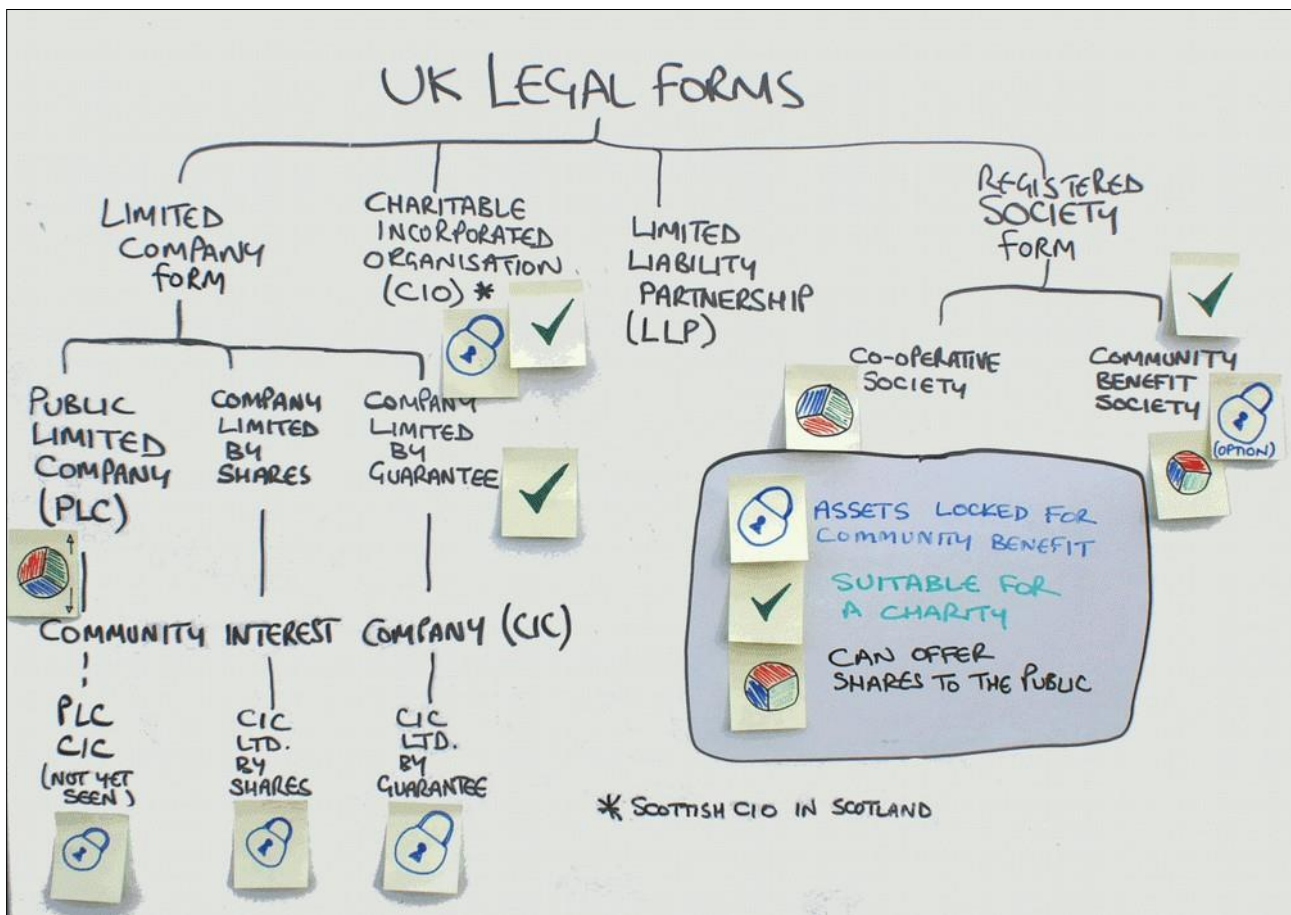 UK LEGAL FORMS
LIMITED
COMPANY
FORM
CHARITABLE
INCORPORATED
ORGANISATION
(CIO) *
LIMITED
LIABILITY
PARTNERSHIP
(LLP)
REGISTERED
SOCIETY
FORM
PUBLIC
LIMITED
COMPANY
(PLC)
COMPANY
LIMITED
BY
SHARES
COMPANY
LIMITED
BY
GUARANTEE
CO-OPERATIVE
SOCIETY
COMMUNITY
BENEFIT
SOCIETY
(OPTION)
COMMUNITY INTEREST COMPANY (CIC)
PLC
CIC
(NOT YET
SEEN)
CIC
LTD.
BY
SHARES
CIC
LTD.
BY
GUARANTEE
ASSETS LOCKED FOR
COMMUNITY BENEFIT
SUITABLE FOR
A CHARITY
CAN OFFER
SHARES TO THE PUBLIC
* SCOTTISH CIO IN SCOTLAND